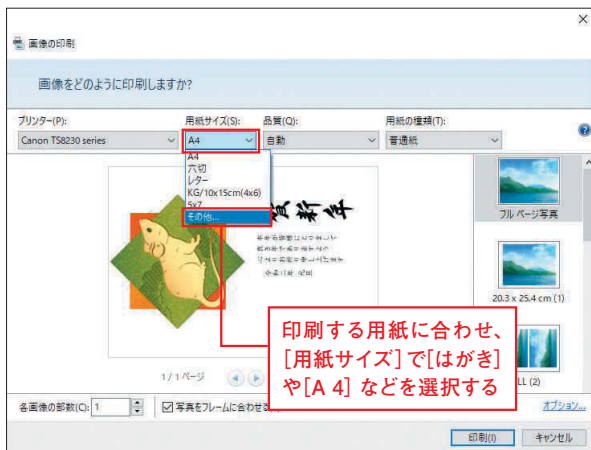 画像の印刷
画像をどのように印刷しますか?
プリンター(P): 用紙サイズ(S): 品質(Q): 用紙の種類(T):
Canon TS8230 series A4 自動 普通紙
A4
六切
レター
KG/10x15cm(4x6)
5x7
その他...
賀新年
フル ページ写真
20.3 x 25.4 cm (1)
LL (2)
印刷する用紙に合わせ、
[用紙サイズ]で[はがき]
や[A 4] などを選択する
1/1 ページ
各画像の部数(C): 1 写真をフレームに合わせる
オプション...
印刷(I) キャンセル